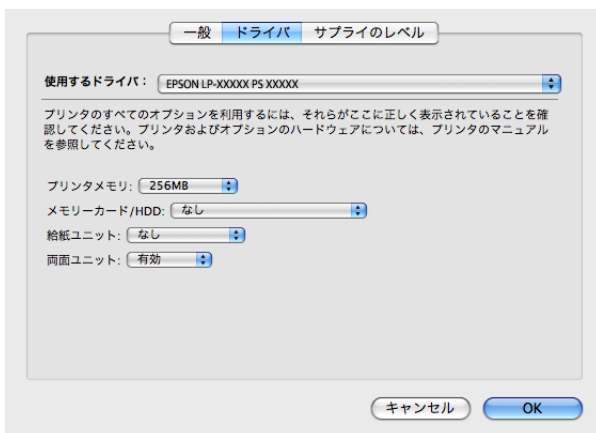 一般 ドライバ サプライのレベル
使用するドライバ： EPSON LP-XXXXX PS XXXXX
プリンタのすべてのオプションを利用するには、それらがここに正しく表示されていることを確
認してください。プリンタおよびオプションのハードウェアについては、プリンタのマニュアル
を参照してください。
プリンタメモリ: 256MB
メモリーカード/HDD: なし
給紙ユニット: なし
両面ユニット: 有効
キャンセル OK